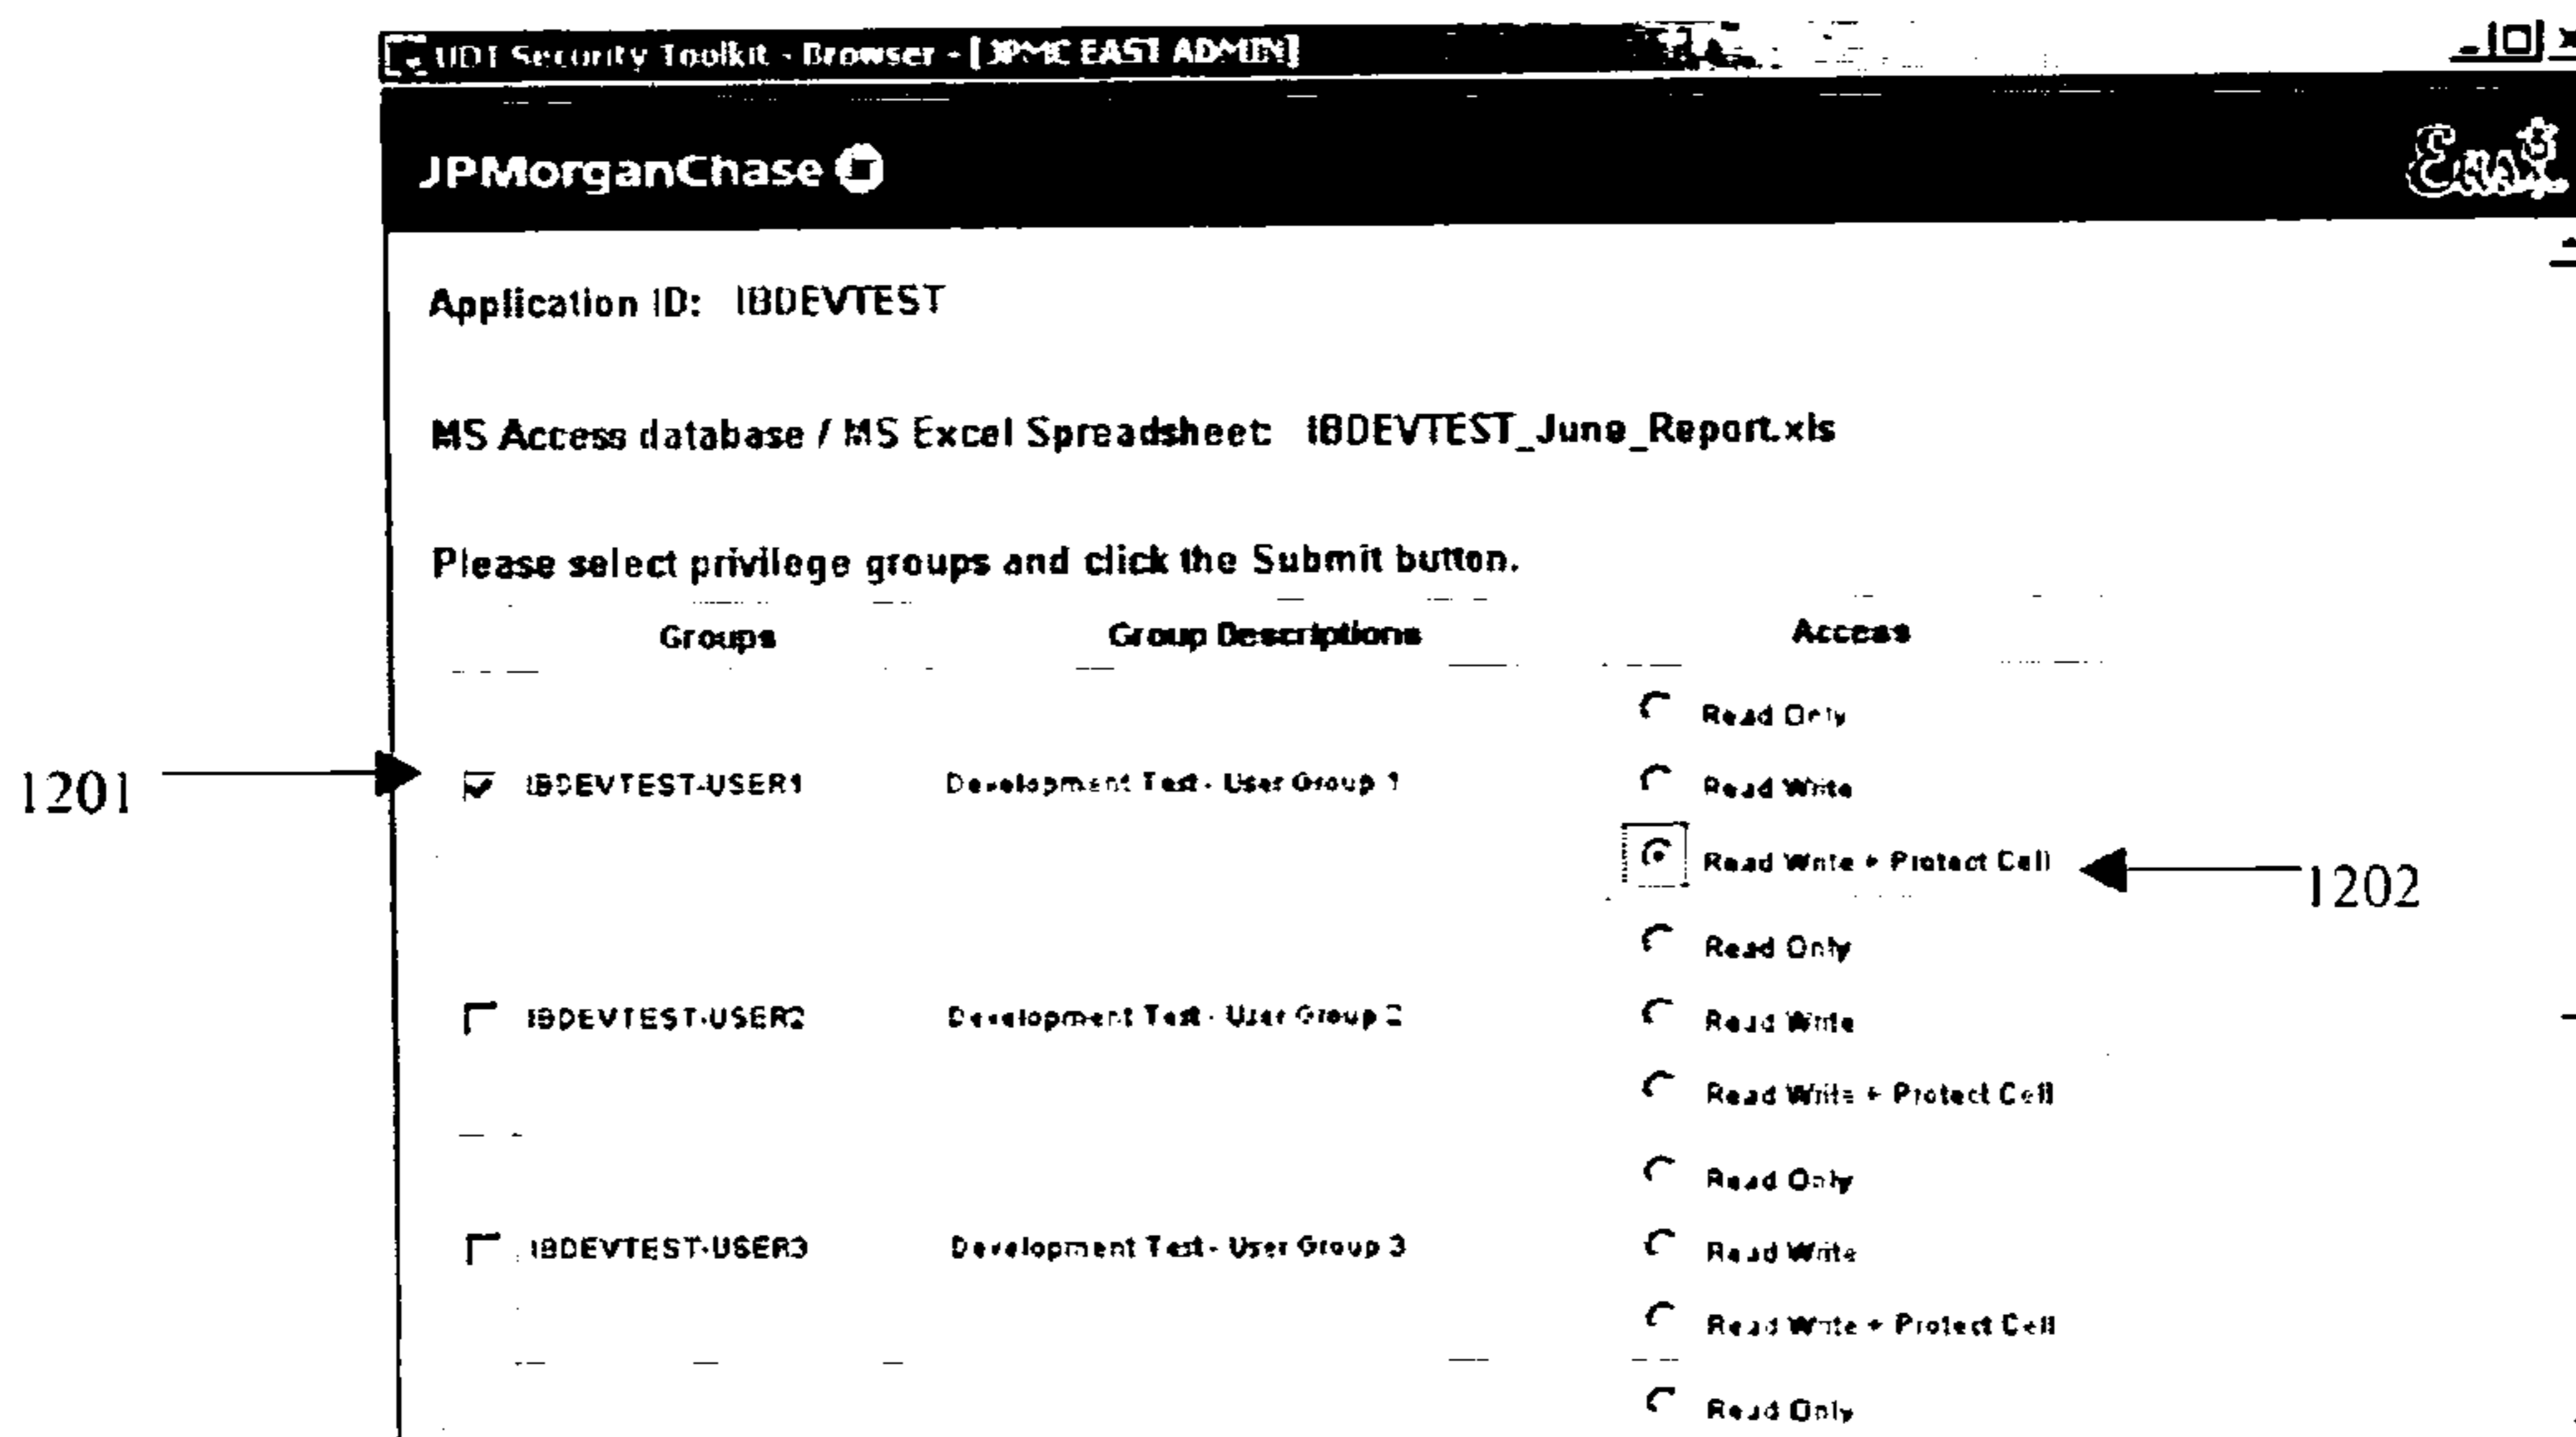 UDT Security Toolkit - Browser - [JPMC EAST ADMIN]
JPMorganChase
East
Application ID: IBDEVTEST
MS Access database / MS Excel Spreadsheet: IBDEVTEST_June_Report.xls
Please select privilege groups and click the Submit button.
Groups Group Descriptions Access
Read Only
1201 IBDEVTEST-USER1 Development Test - User Group 1 Read Write
Read Write + Protect Cell 1202
Read Only
IBDEVTEST-USER2 Development Test - User Group 2 Read Write
Read Write + Protect Cell
Read Only
IBDEVTEST-USER3 Development Test - User Group 3 Read Write
Read Write + Protect Cell
Read Only